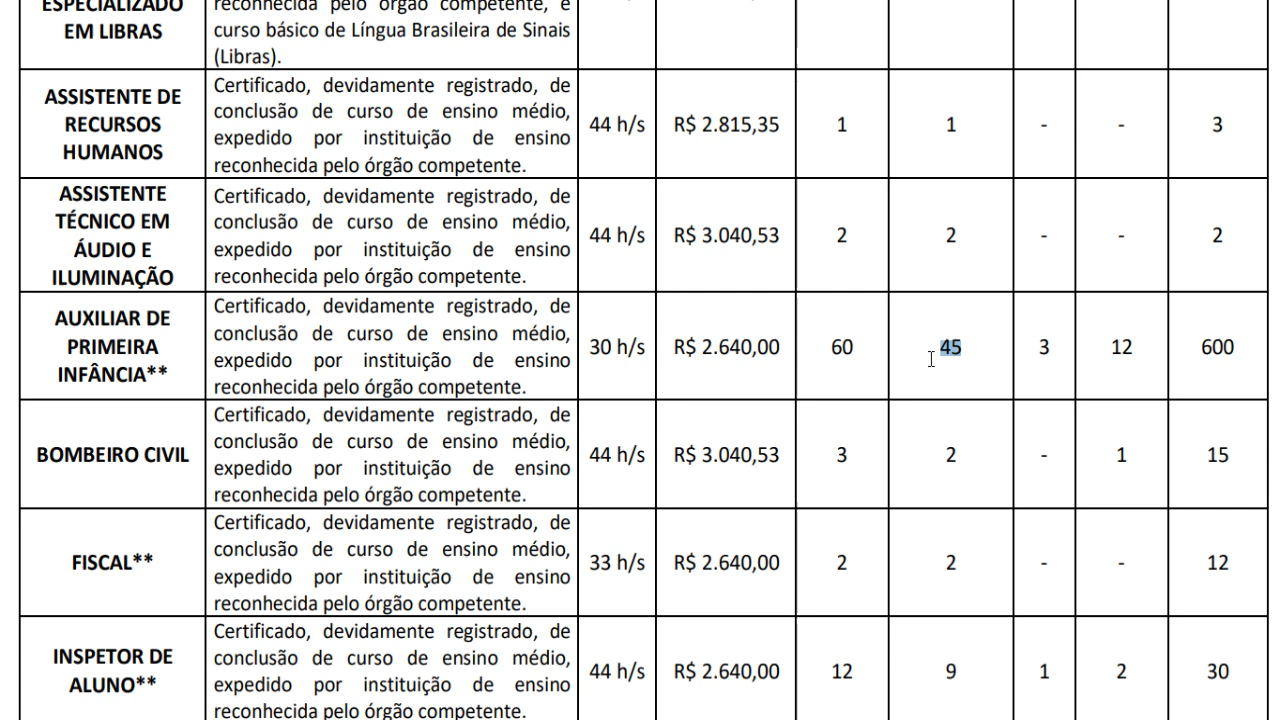 ESPECIALIZADO
EM LIBRAS
reconhecida pelo órgão competente, e
curso básico de Língua Brasileira de Sinais
(Libras).
ASSISTENTE DE
RECURSOS
HUMANOS
Certificado, devidamente registrado, de
conclusão de curso de ensino médio,
expedido por instituição de ensino
reconhecida pelo órgão competente.
44 h/s
R$ 2.815,35
1
1
-
-
3
ASSISTENTE
TÉCNICO EM
ÁUDIO E
ILUMINAÇÃO
Certificado, devidamente registrado, de
conclusão de curso de ensino médio,
expedido por instituição de ensino
reconhecida pelo órgão competente.
44 h/s
R$ 3.040,53
2
2
-
-
2
AUXILIAR DE
PRIMEIRA
INFÂNCIA**
Certificado, devidamente registrado, de
conclusão de curso de ensino médio,
expedido por instituição de ensino
reconhecida pelo órgão competente.
30 h/s
R$ 2.640,00
60
45
3
12
600
BOMBEIRO CIVIL
Certificado, devidamente registrado, de
conclusão de curso de ensino médio,
expedido por instituição de ensino
reconhecida pelo órgão competente.
44 h/s
R$ 3.040,53
3
2
-
1
15
FISCAL**
Certificado, devidamente registrado, de
conclusão de curso de ensino médio,
expedido por instituição de ensino
reconhecida pelo órgão competente.
33 h/s
R$ 2.640,00
2
2
-
-
12
INSPETOR DE
ALUNO**
Certificado, devidamente registrado, de
conclusão de curso de ensino médio,
expedido por instituição de ensino
reconhecida pelo órgão competente.
44 h/s
R$ 2.640,00
12
9
1
2
30